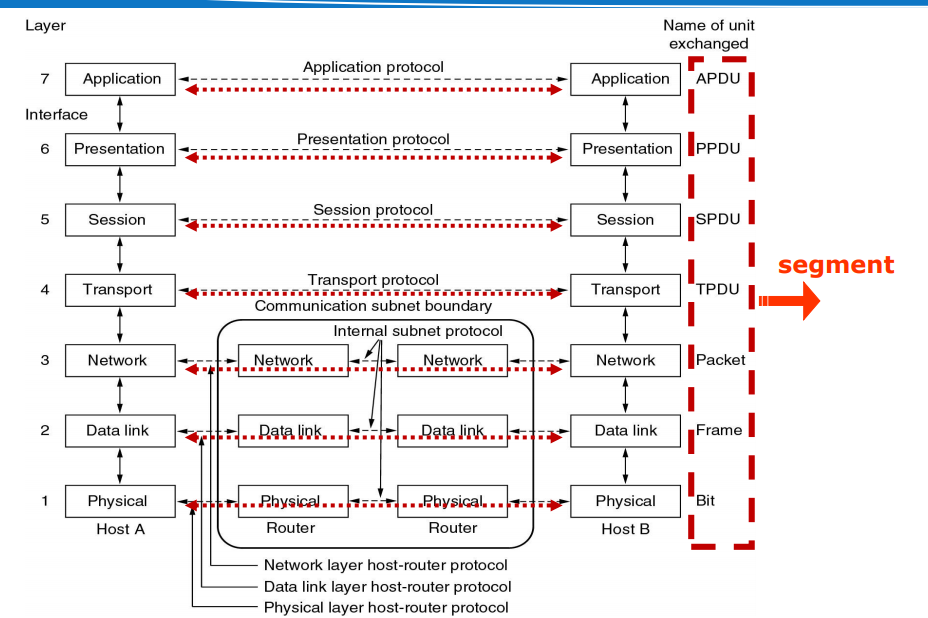 Layer
Name of unit
exchanged
7 Application Application protocol Application APDU
Interface
6 Presentation Presentation protocol Presentation PPDU
5 Session Session protocol Session SPDU
segment
4 Transport Transport protocol Transport TPDU
Communication subnet boundary
Internal subnet protocol
3 Network Network Network Network Packet
2 Data link Data link Data link Data link Frame
1 Physical Physical Physical Physical Bit
Host A Router Router Host B
Network layer host-router protocol
Data link layer host-router protocol
Physical layer host-router protocol